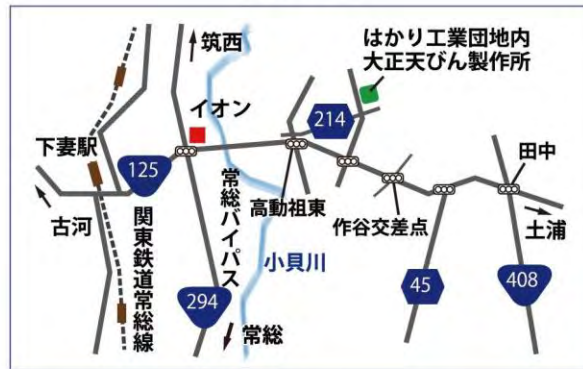 筑西
はかり工業団地内
大正天びん製作所
イオン
214
下妻駅
125
田中
高動祖東
作谷交差点
古河
土浦
関東鉄道常総線
常総バイパス
小貝川
294
45
408
常総